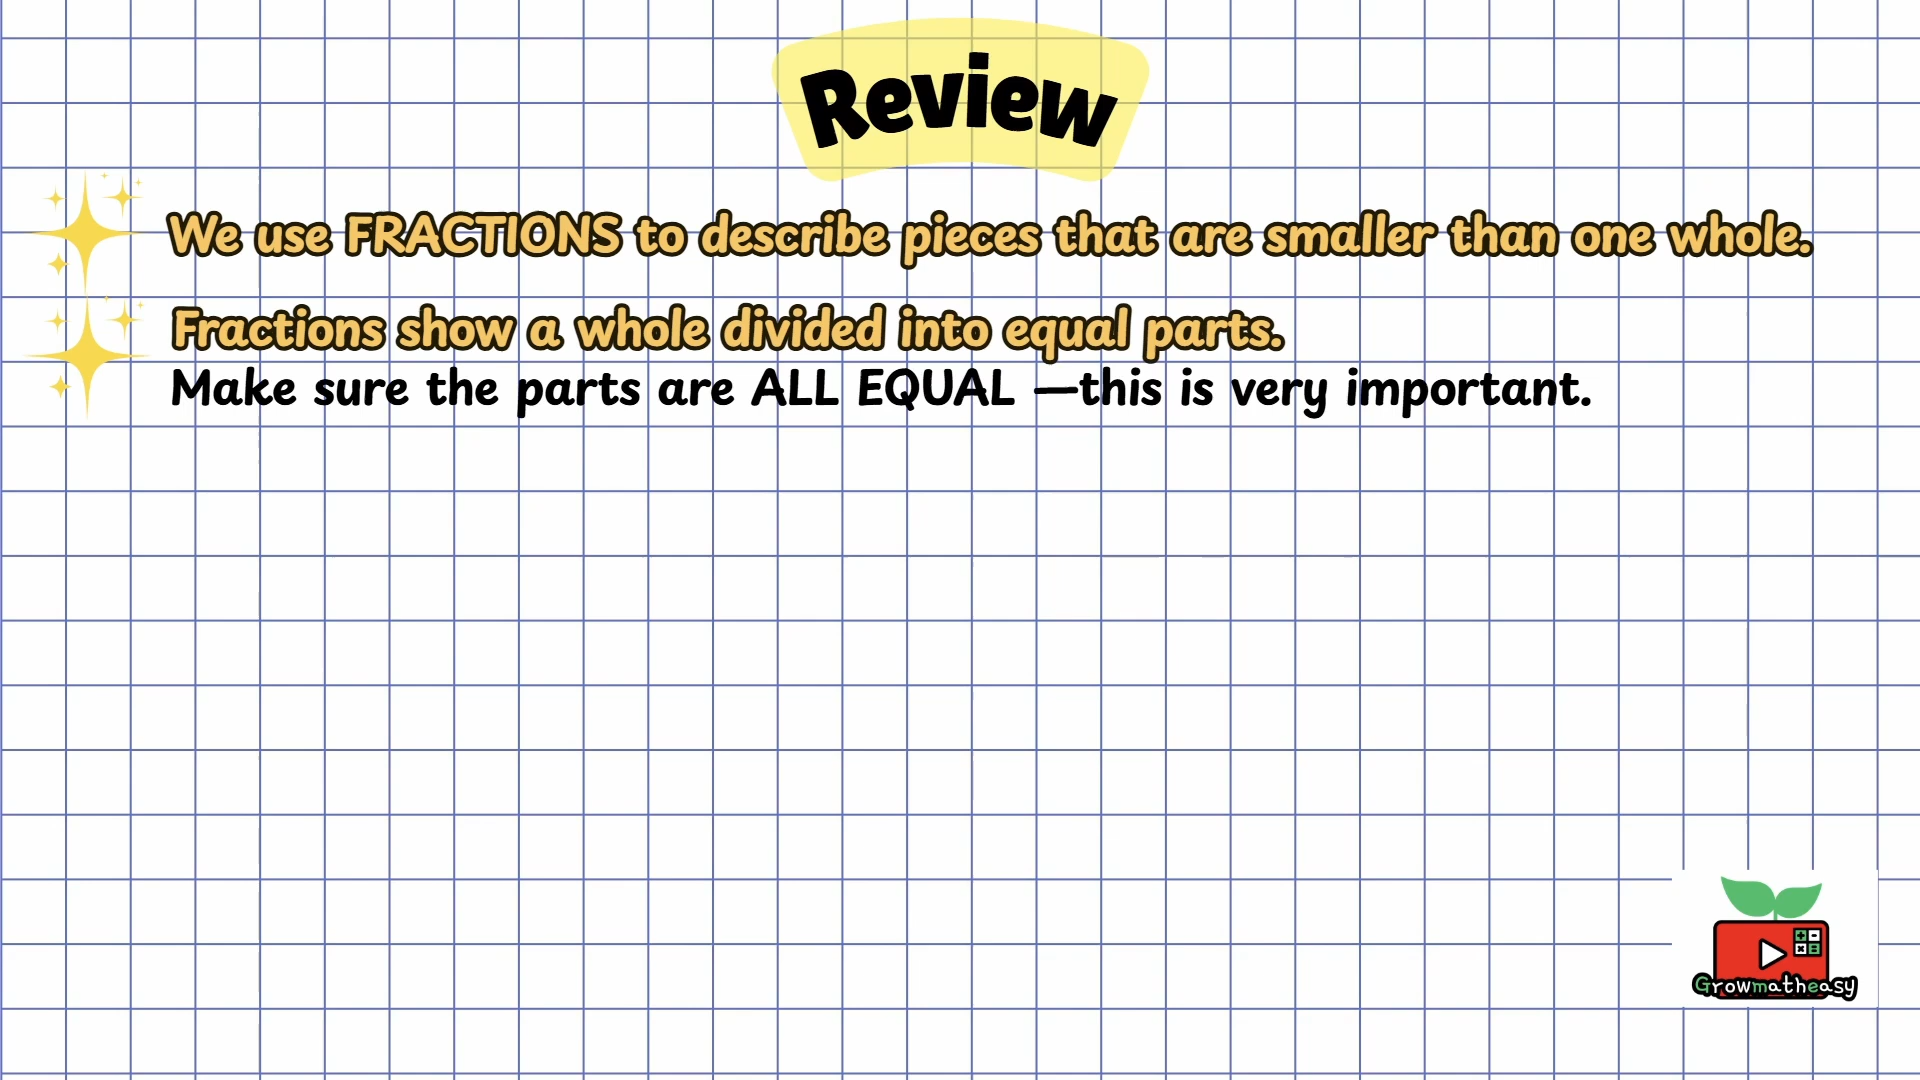 Review
We use FRACTIONS to describe pieces that are smaller than one whole.
Fractions show a whole divided into equal parts.
Make sure the parts are ALL EQUAL —this is very important.
Growmatheasy